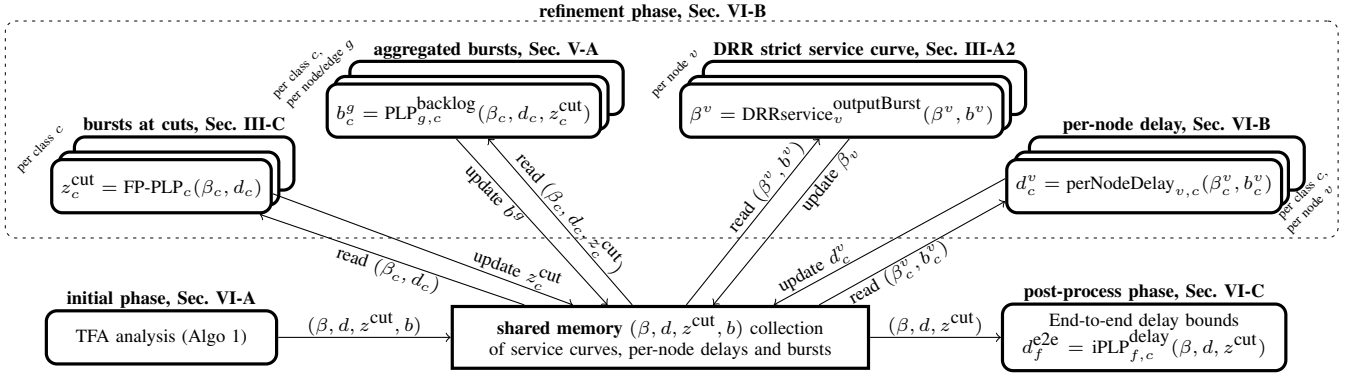 refinement phase, Sec. VI-B
per class c,
per node/edge g
aggregated bursts, Sec. V-A
b_c^g = PLP_{g,c}^{backlog}(β_c, d_c, z_c^{cut})
per node v
DRR strict service curve, Sec. III-A2
β^v = DRRservice_v^{outputBurst}(β^v, b^v)
per class c
bursts at cuts, Sec. III-C
z_c^{cut} = FP-PLP_c(β_c, d_c)
per-node delay, Sec. VI-B
d_c^v = perNodeDelay_{v,c}(β_c^v, b_c^v)
per class c,
per node v
read (β_c, d_c)
update z_c^{cut}
update b^g
read (β_c, d_c, z_c^{cut})
read (β^v, b^v)
update β_v
update d_c^v
read (β_c^v, b_c^v)
initial phase, Sec. VI-A
TFA analysis (Algo 1)
(β, d, z^{cut}, b)
shared memory (β, d, z^{cut}, b) collection
of service curves, per-node delays and bursts
(β, d, z^{cut})
post-process phase, Sec. VI-C
End-to-end delay bounds
d_f^{e2e} = iPLP_{f,c}^{delay}(β, d, z^{cut})